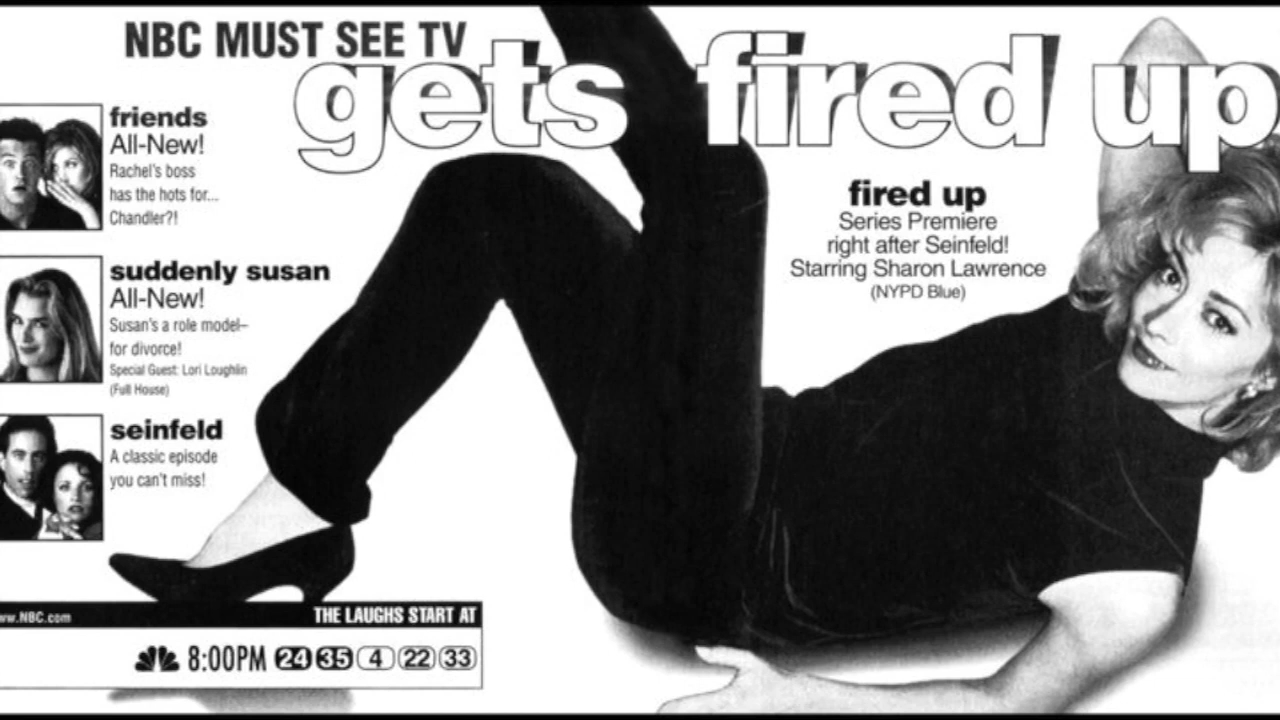 NBC MUST SEE TV
gets fired up
friends
All-New!
Rachel's boss
has the hots for...
Chandler?!
suddenly susan
All-New!
Susan's a role model–
for divorce!
Special Guest: Lori Loughlin
(Full House)
seinfeld
A classic episode
you can't miss!
fired up
Series Premiere
right after Seinfeld!
Starring Sharon Lawrence
(NYPD Blue)
ww.NBC.com
THE LAUGHS START AT
8:00PM 24 35 4 22 33